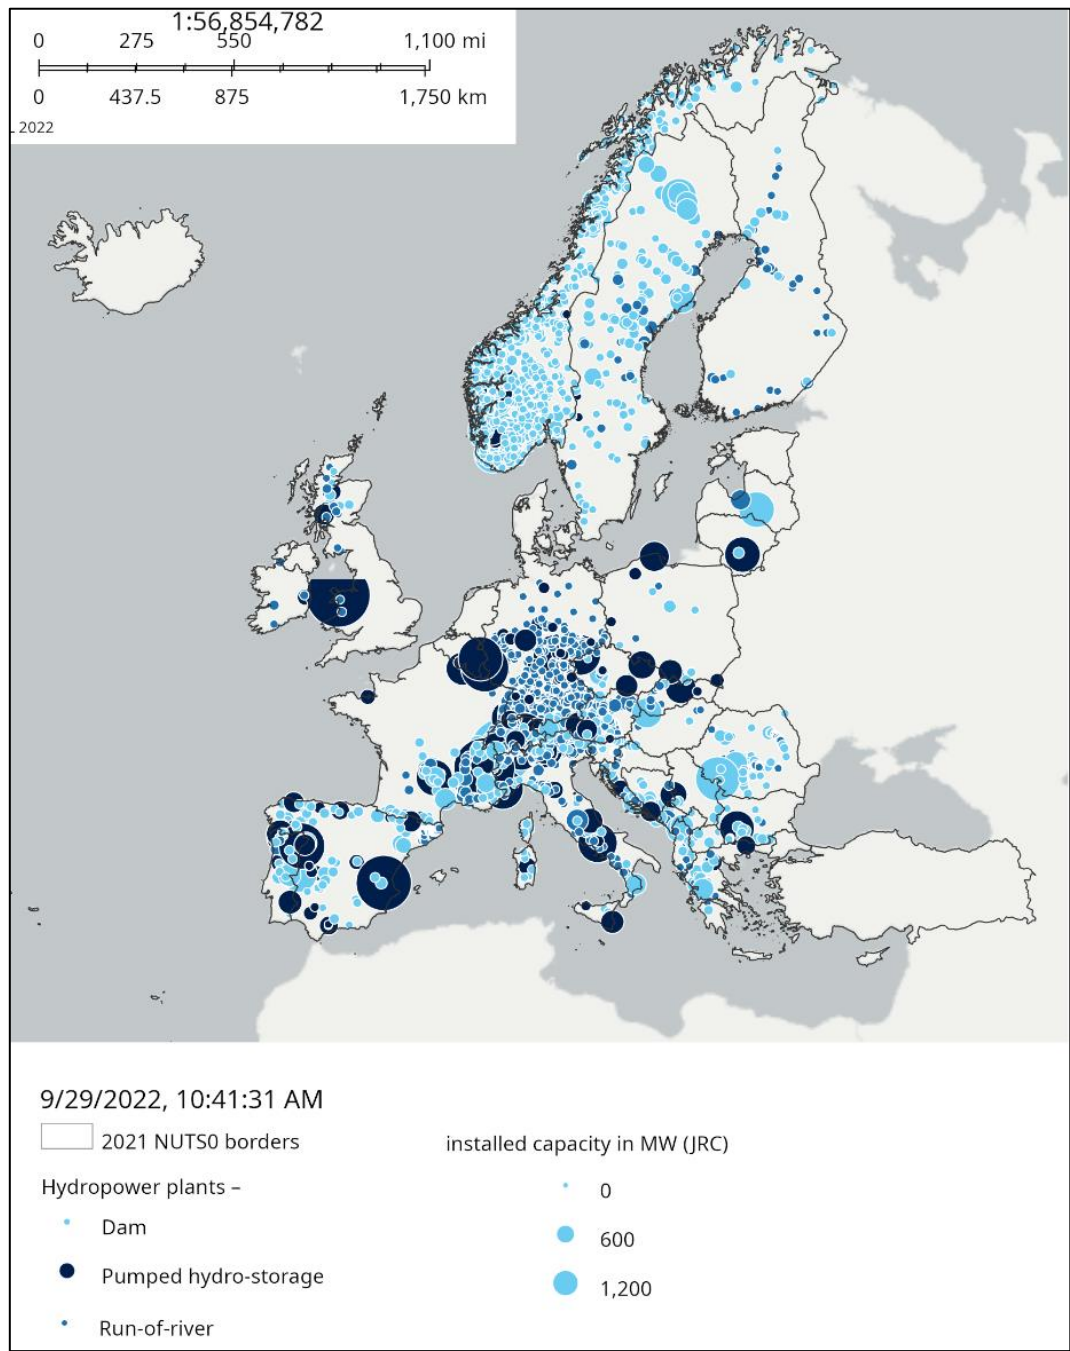 1:56,854,782
0 275 550 1,100 mi
0 437.5 875 1,750 km
2022
9/29/2022, 10:41:31 AM
2021 NUTS0 borders
Hydropower plants –
Dam
Pumped hydro-storage
Run-of-river
installed capacity in MW (JRC)
0
600
1,200